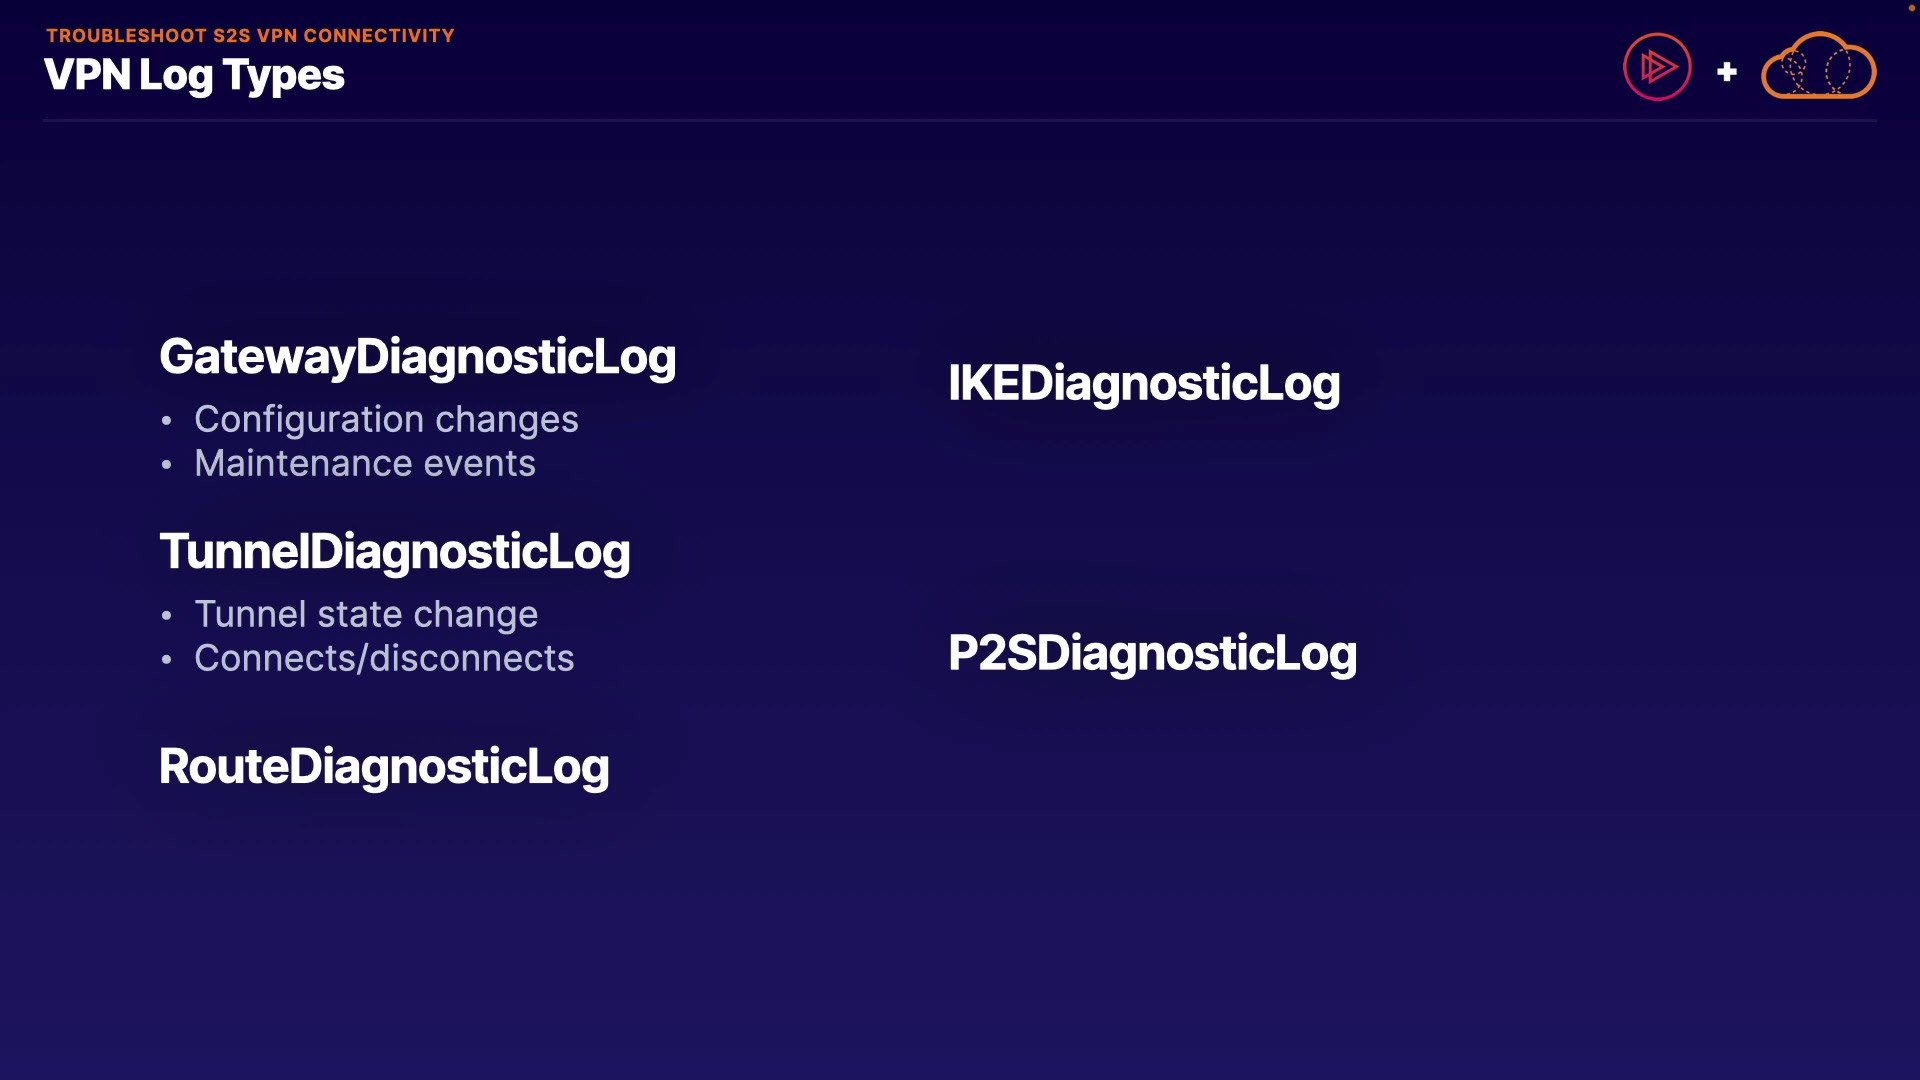 TROUBLESHOOT S2S VPN CONNECTIVITY
VPN Log Types
+
GatewayDiagnosticLog
• Configuration changes
• Maintenance events
TunnelDiagnosticLog
• Tunnel state change
• Connects/disconnects
RouteDiagnosticLog
IKEDiagnosticLog
P2SDiagnosticLog